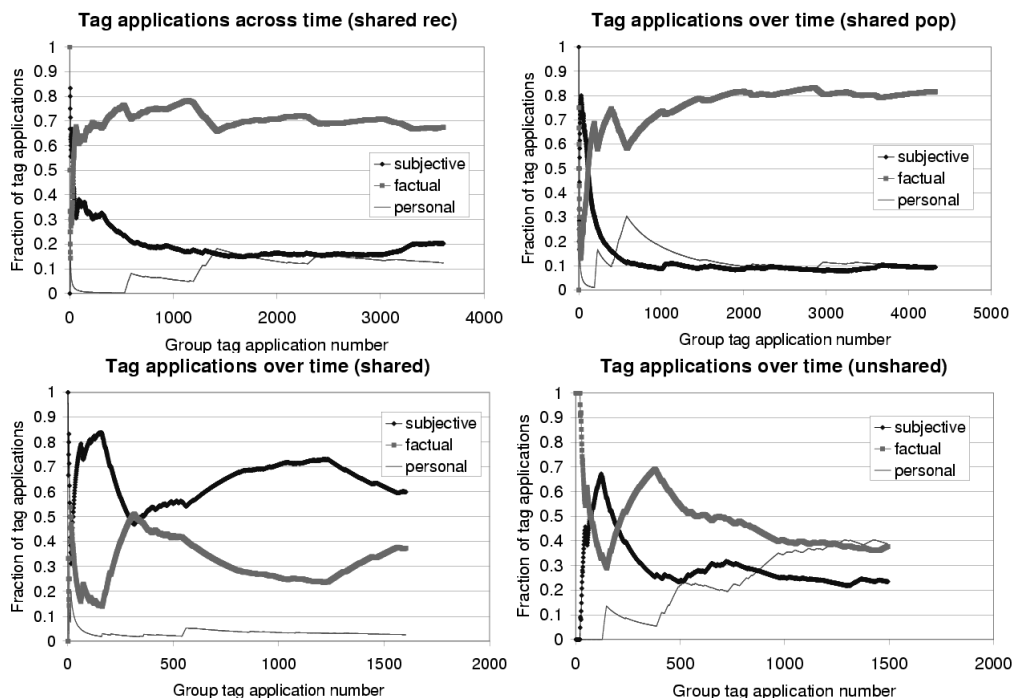 Tag applications across time (shared rec)
1
0.9
0.8
0.7
0.6
0.5
0.4
0.3
0.2
0.1
0
Fraction of tag applications
subjective
factual
personal
0 1000 2000 3000 4000
Group tag application number
Tag applications over time (shared pop)
1
0.9
0.8
0.7
0.6
0.5
0.4
0.3
0.2
0.1
0
Fraction of tag applications
subjective
factual
personal
0 1000 2000 3000 4000 5000
Group tag application number
Tag applications over time (shared)
1
0.9
0.8
0.7
0.6
0.5
0.4
0.3
0.2
0.1
0
Fraction of tag applications
subjective
factual
personal
0 500 1000 1500 2000
Group tag application number
Tag applications over time (unshared)
1
0.9
0.8
0.7
0.6
0.5
0.4
0.3
0.2
0.1
0
Fraction of tag applications
subjective
factual
personal
0 500 1000 1500 2000
Group tag application number